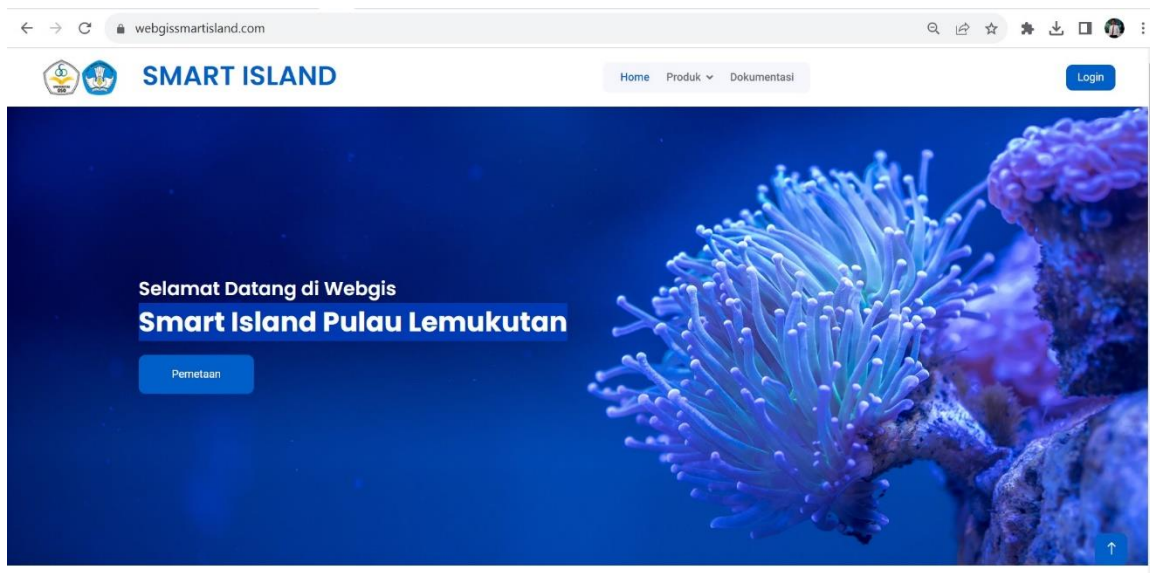 webgissmartisland.com
SMART ISLAND
Home Produk Dokumentasi
Login
Selamat Datang di Webgis
Smart Island Pulau Lemukutan
Pemetaan